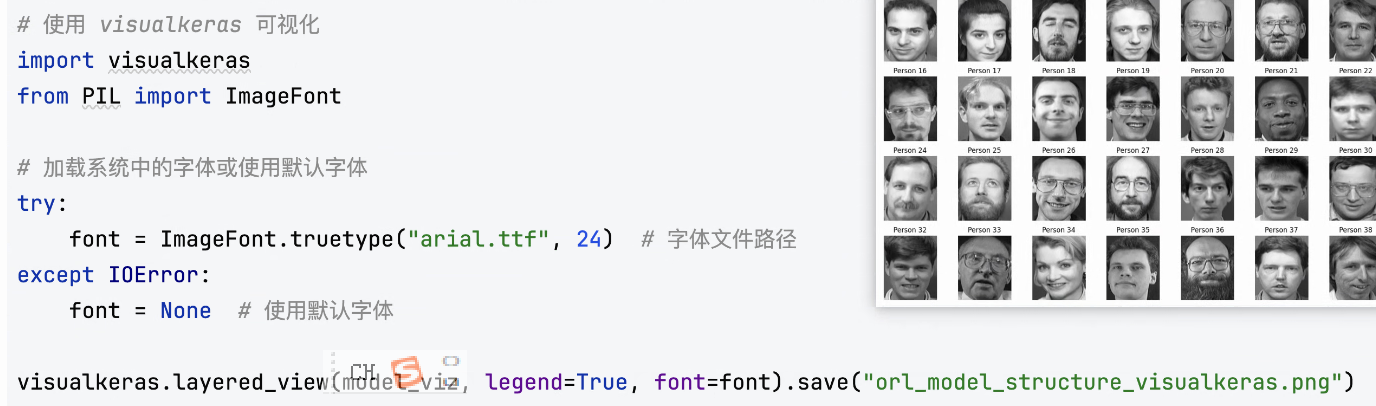 # 使用 visualkeras 可视化
import visualkeras
from PIL import ImageFont
# 加载系统中的字体或使用默认字体
try:
    font = ImageFont.truetype("arial.ttf", 24)  # 字体文件路径
except IOError:
    font = None  # 使用默认字体
CH S
visualkeras.layered_view(model_viz, legend=True, font=font).save("orl_model_structure_visualkeras.png")
Person 16 Person 17 Person 18 Person 19 Person 20 Person 21 Person 22
Person 24 Person 25 Person 26 Person 27 Person 28 Person 29 Person 30
Person 32 Person 33 Person 34 Person 35 Person 36 Person 37 Person 38